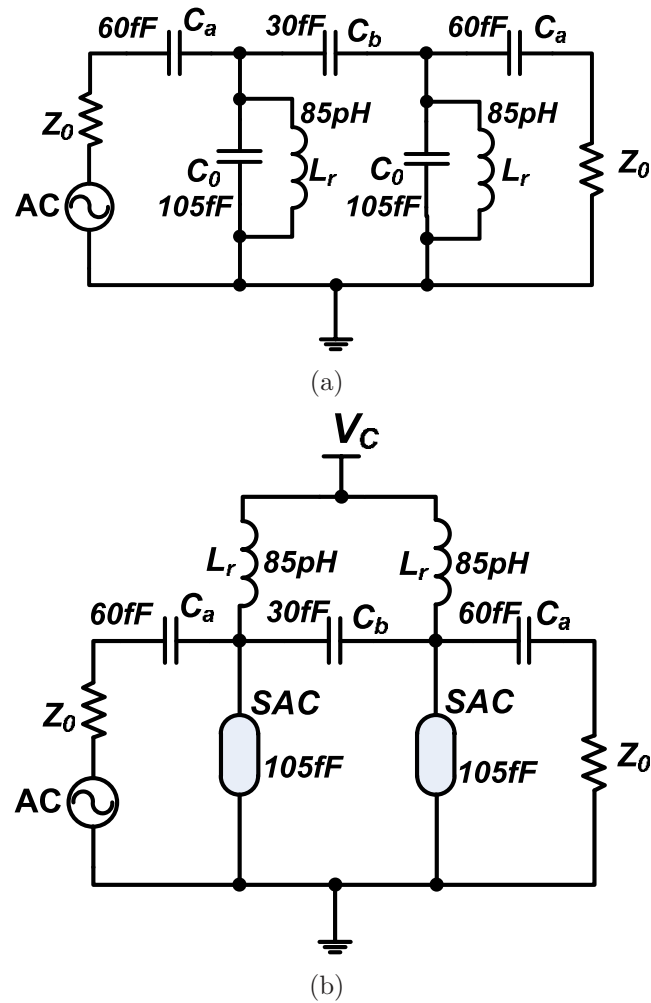 60fF Ca 30fF Cb 60fF Ca
85pH 85pH
Z0 C0 Lr C0 Lr Z0
AC 105fF 105fF
(a)
VC
Lr 85pH Lr 85pH
60fF Ca 30fF Cb 60fF Ca
SAC SAC
Z0 105fF 105fF Z0
AC
(b)